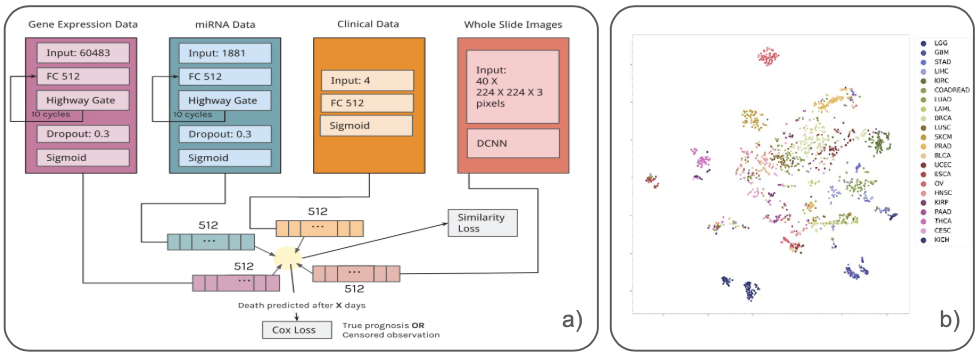 Gene Expression Data
miRNA Data
Clinical Data
Whole Slide Images
Input: 60483
FC 512
Highway Gate
10 cycles
Dropout: 0.3
Sigmoid
Input: 1881
FC 512
Highway Gate
10 cycles
Dropout: 0.3
Sigmoid
Input: 4
FC 512
Sigmoid
Input:
40 X
224 X 224 X 3
pixels
DCNN
512
...
512
...
512
...
512
...
Similarity
Loss
Death predicted after X days
Cox Loss
True prognosis OR
Censored observation
a)
LGG
GBM
STAD
LIHC
KIRC
COADREAD
LUAD
LAML
BRCA
LUSC
SKCM
PRAD
BLCA
UCEC
ESCA
OV
HNSC
KIRP
PAAD
THCA
CESC
KICH
b)